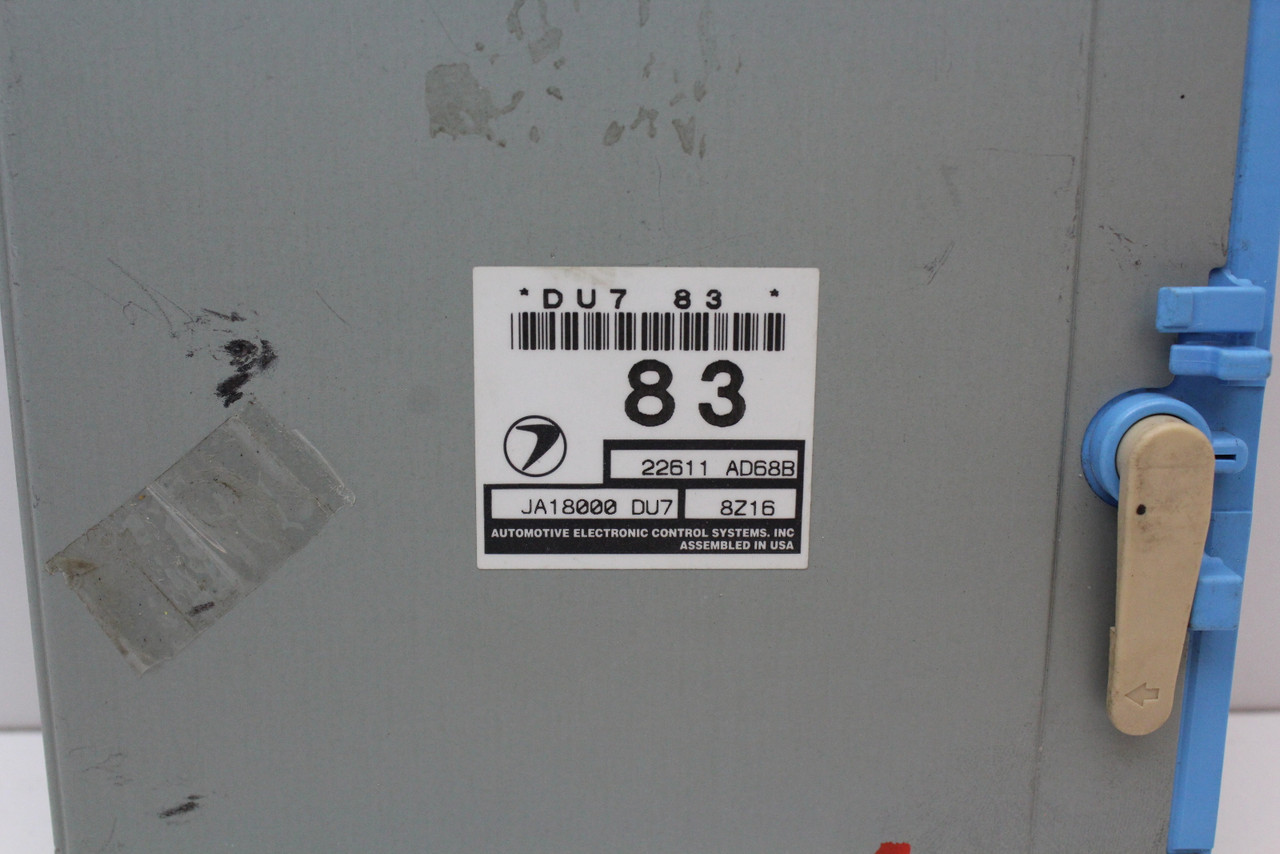 *DU7 83 *
83
22611 AD68B
JA18000 DU7 8Z16
AUTOMOTIVE ELECTRONIC CONTROL SYSTEMS. INC
ASSEMBLED IN USA